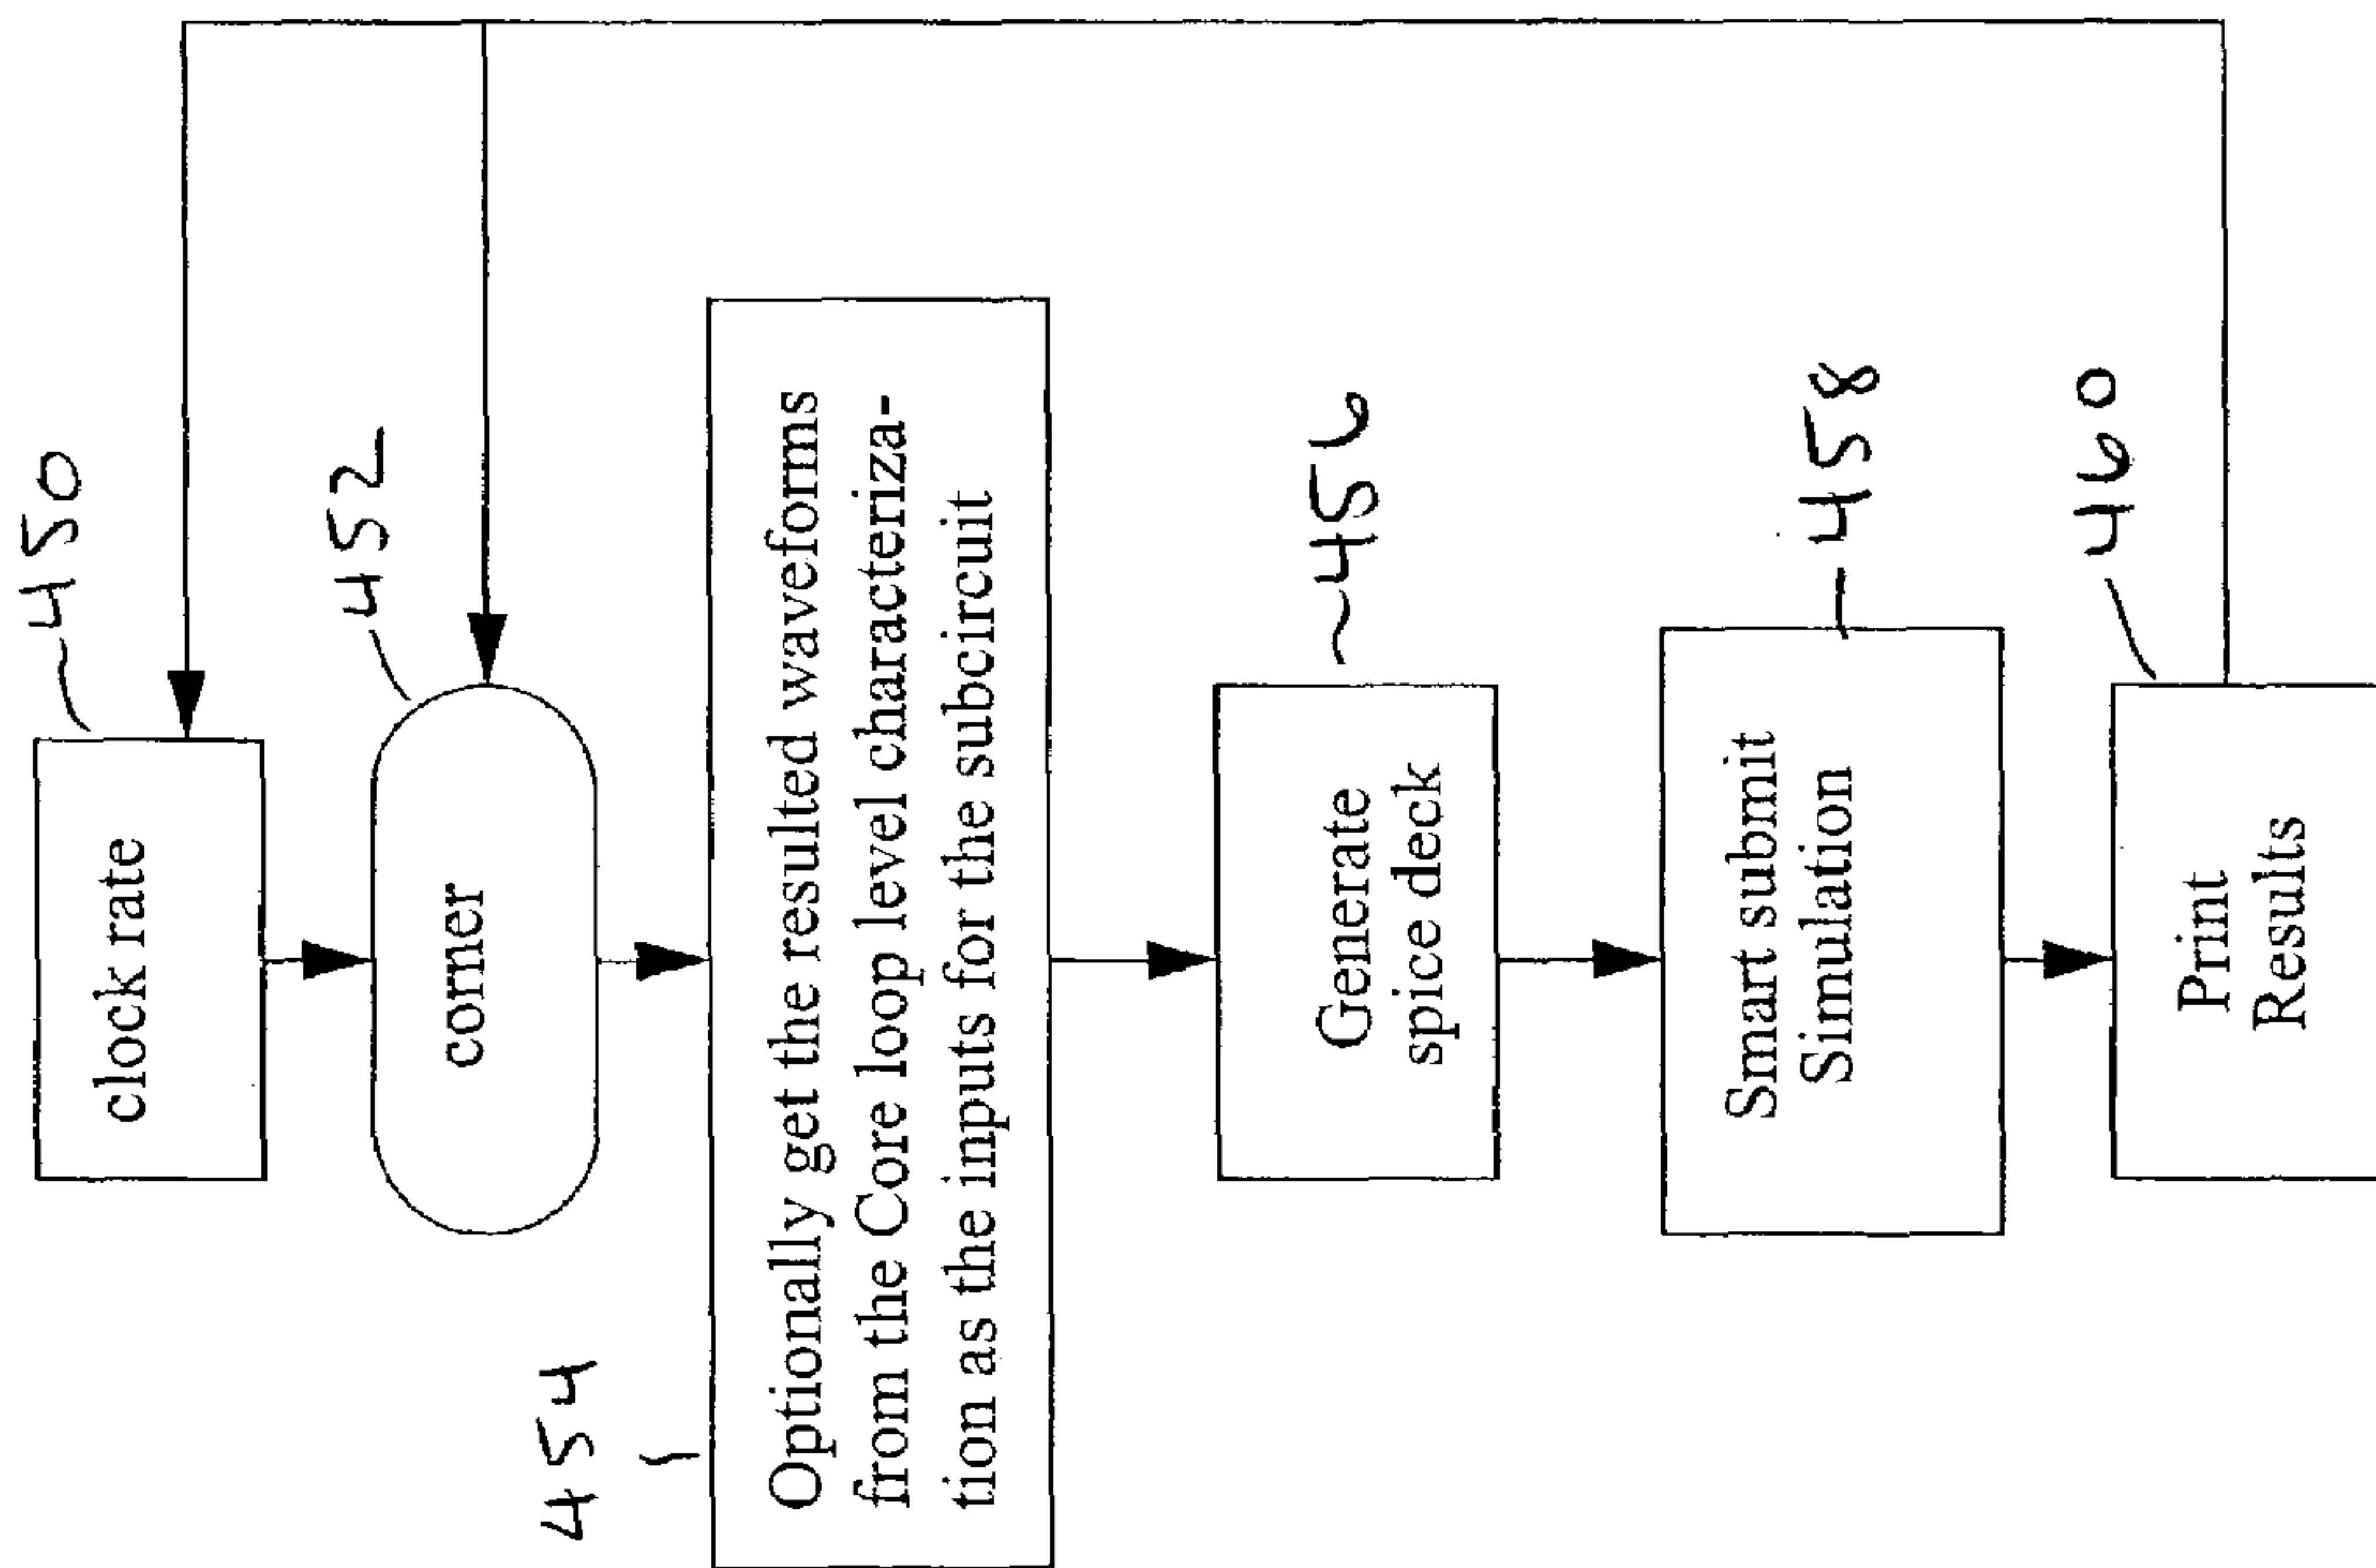 450
clock rate
452
corner
454
Optionally get the resulted waveforms
from the Core loop level characteriza-
tion as the inputs for the subcircuit
456
Generate
spice deck
458
Smart submit
Simulation
460
Print
Results